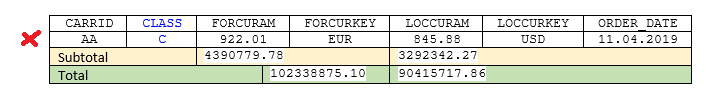 CARRID CLASS FORCURAM FORCURKEY LOCCURAM LOCCURKEY ORDER_DATE
AA C 922.01 EUR 845.88 USD 11.04.2019
Subtotal 4390779.78 3292342.27
Total 102338875.10 90415717.86